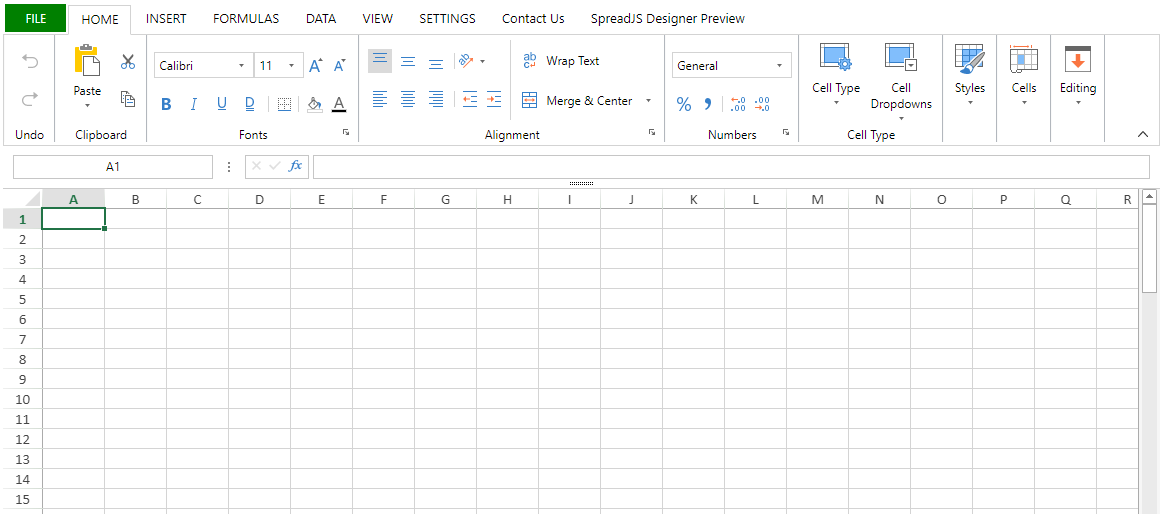 FILE HOME INSERT FORMULAS DATA VIEW SETTINGS Contact Us SpreadJS Designer Preview
Calibri 11 Wrap Text General
Paste Cell Type Cell Dropdowns Styles Cells Editing
B I U D A Merge & Center % .00
Undo Clipboard Fonts Alignment Numbers Cell Type
A1 fx
A B C D E F G H I J K L M N O P Q R
1
2
3
4
5
6
7
8
9
10
11
12
13
14
15